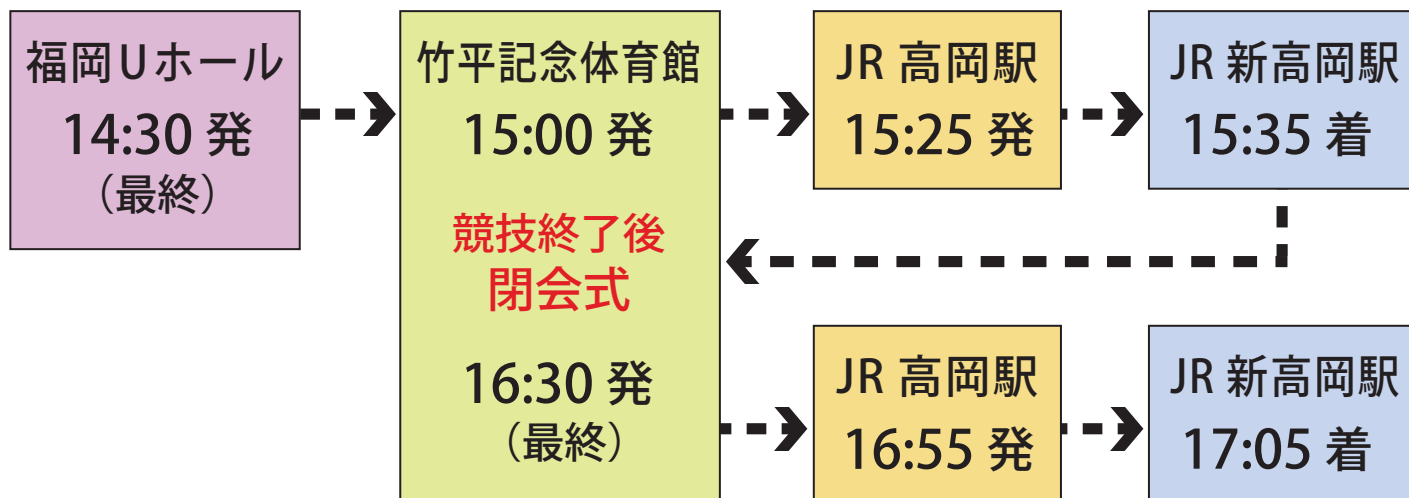 福岡Uホール
14:30 発
（最終）
竹平記念体育館
15:00 発
競技終了後
閉会式
16:30 発
（最終）
JR 高岡駅
15:25 発
JR 新高岡駅
15:35 着
JR 高岡駅
16:55 発
JR 新高岡駅
17:05 着